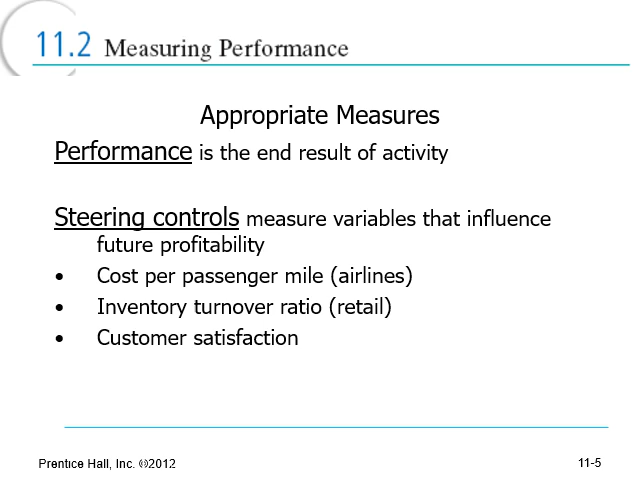 11.2 Measuring Performance
Appropriate Measures
Performance is the end result of activity
Steering controls measure variables that influence
future profitability
• Cost per passenger mile (airlines)
• Inventory turnover ratio (retail)
• Customer satisfaction
Prentice Hall, Inc. ©2012
11-5